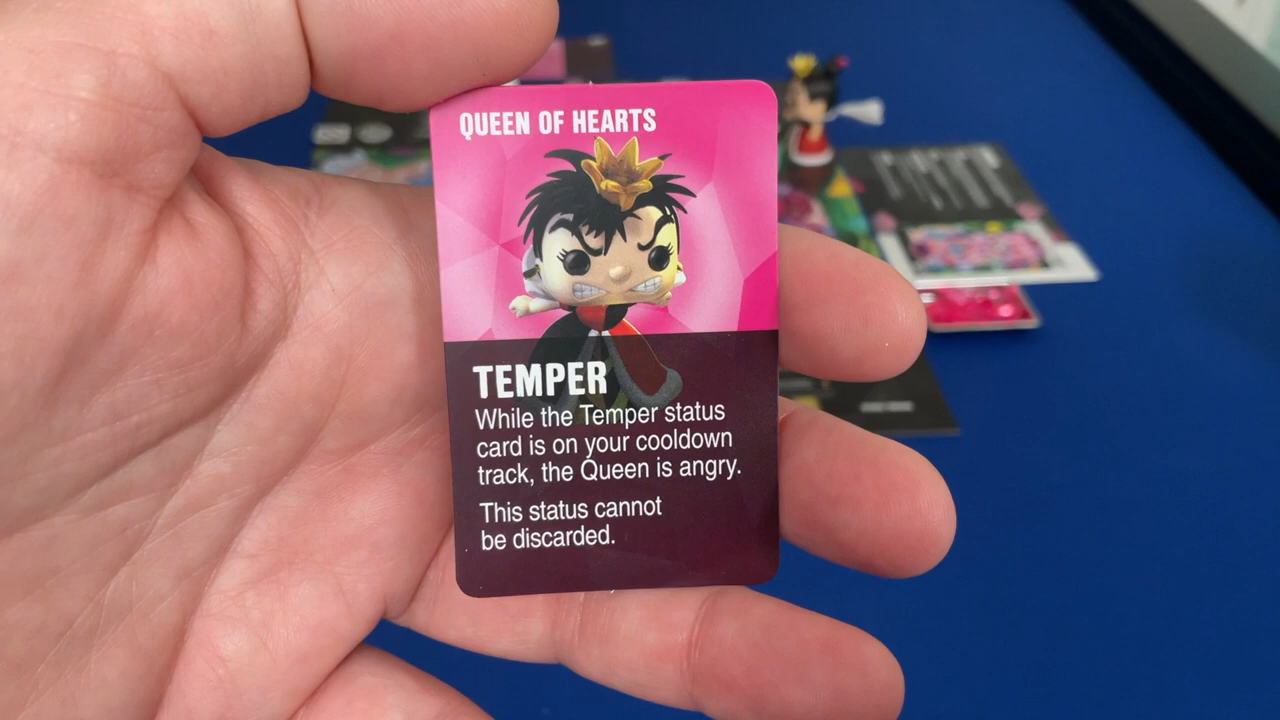 QUEEN OF HEARTS
TEMPER
While the Temper status
card is on your cooldown
track, the Queen is angry.
This status cannot
be discarded.